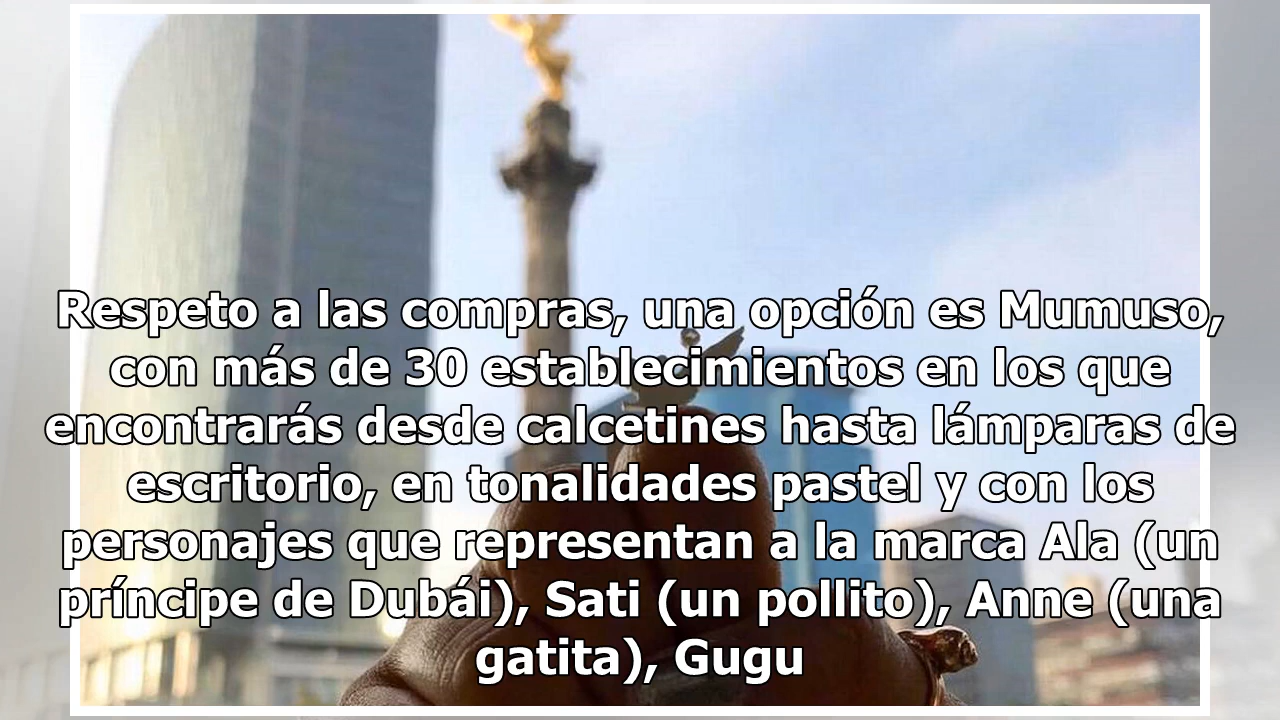 Respeto a las compras, una opción es Mumuso,
con más de 30 establecimientos en los que
encontrarás desde calcetines hasta lámparas de
escritorio, en tonalidades pastel y con los
personajes que representan a la marca Ala (un
príncipe de Dubái), Sati (un pollito), Anne (una
gatita), Gugu